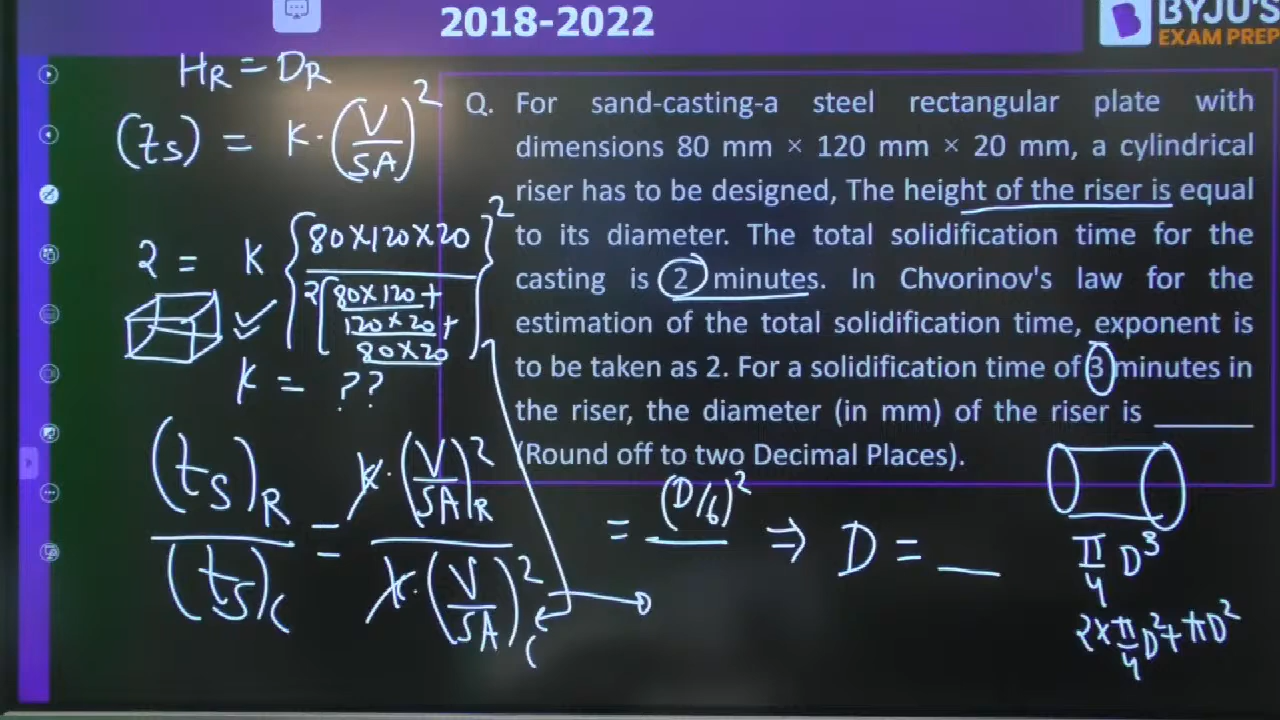 2018-2022
BYJU'S
EXAM PREP
H_R = D_R
(ts) = K·(V/SA)²
2 = K {80×120×20 / 2[80×120+
120×20+
80×20]}²
K = ??
(ts)_R / (ts)_C = K·(V/SA)²_R / K·(V/SA)²_C
= (D/6)² ⇒ D = __
Q. For sand-casting-a steel rectangular plate with
dimensions 80 mm × 120 mm × 20 mm, a cylindrical
riser has to be designed, The height of the riser is equal
to its diameter. The total solidification time for the
casting is 2 minutes. In Chvorinov's law for the
estimation of the total solidification time, exponent is
to be taken as 2. For a solidification time of 3 minutes in
the riser, the diameter (in mm) of the riser is ______
(Round off to two Decimal Places).
π/4 D³
2×π/4 D²+πD²